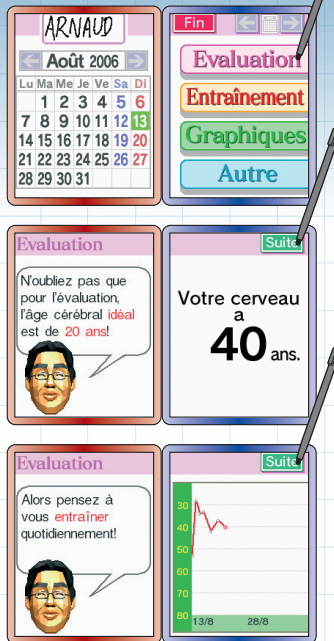 ARNAUD
Août 2006
Lu Ma Me Je Ve Sa Di
1 2 3 4 5 6
7 8 9 10 11 12 13
14 15 16 17 18 19 20
21 22 23 24 25 26 27
28 29 30 31
Fin
Evaluation
Entraînement
Graphiques
Autre
Evaluation
N'oubliez pas que
pour l'évaluation,
l'âge cérébral idéal
est de 20 ans!
Suite
Votre cerveau
a
40 ans.
Evaluation
Alors pensez à
vous entraîner
quotidiennement!
Suite
30
40
50
60
70
80
13/8 28/8